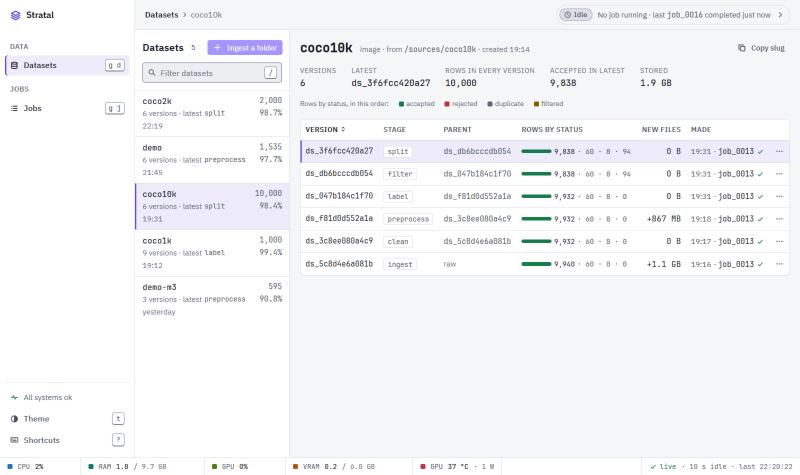 Stratal
Datasets > coco10k
Idle No job running · last job_0016 completed just now >
DATA
Datasets g d
JOBS
Jobs g j
All systems ok
Theme t
Shortcuts ?
Datasets 5 + Ingest a folder
Filter datasets /
coco2k 2,000
6 versions · latest split 98.7%
22:19
demo 1,535
6 versions · latest preprocess 97.7%
21:45
coco10k 10,000
6 versions · latest split 98.4%
19:31
coco1k 1,000
9 versions · latest label 99.4%
19:12
demo-m3 595
3 versions · latest preprocess 90.8%
yesterday
coco10k image · from /sources/coco10k · created 19:14 Copy slug
VERSIONS LATEST ROWS IN EVERY VERSION ACCEPTED IN LATEST STORED
6 ds_3f6fcc420a27 10,000 9,838 1.9 GB
Rows by status, in this order: accepted rejected duplicate filtered
VERSION STAGE PARENT ROWS BY STATUS NEW FILES MADE
ds_3f6fcc420a27 split ds_db6bcccdb054 9,838 · 60 · 8 · 94 0 B 19:31 · job_0013 ✓ ···
ds_db6bcccdb054 filter ds_047b184c1f70 9,838 · 60 · 8 · 94 0 B 19:31 · job_0013 ✓ ···
ds_047b184c1f70 label ds_f81d0d552a1a 9,932 · 60 · 8 · 0 0 B 19:31 · job_0013 ✓ ···
ds_f81d0d552a1a preprocess ds_3c8ee080a4c9 9,932 · 60 · 8 · 0 +867 MB 19:18 · job_0013 ✓ ···
ds_3c8ee080a4c9 clean ds_5c8d4e6a081b 9,932 · 60 · 8 · 0 0 B 19:17 · job_0013 ✓ ···
ds_5c8d4e6a081b ingest raw 9,940 · 60 · 0 · 0 +1.1 GB 19:16 · job_0013 ✓ ···
CPU 2% RAM 1.8 / 9.7 GB GPU 0% VRAM 0.2 / 6.0 GB GPU 37 °C · 1 W ✓ live · 10 s idle · last 22:20:22